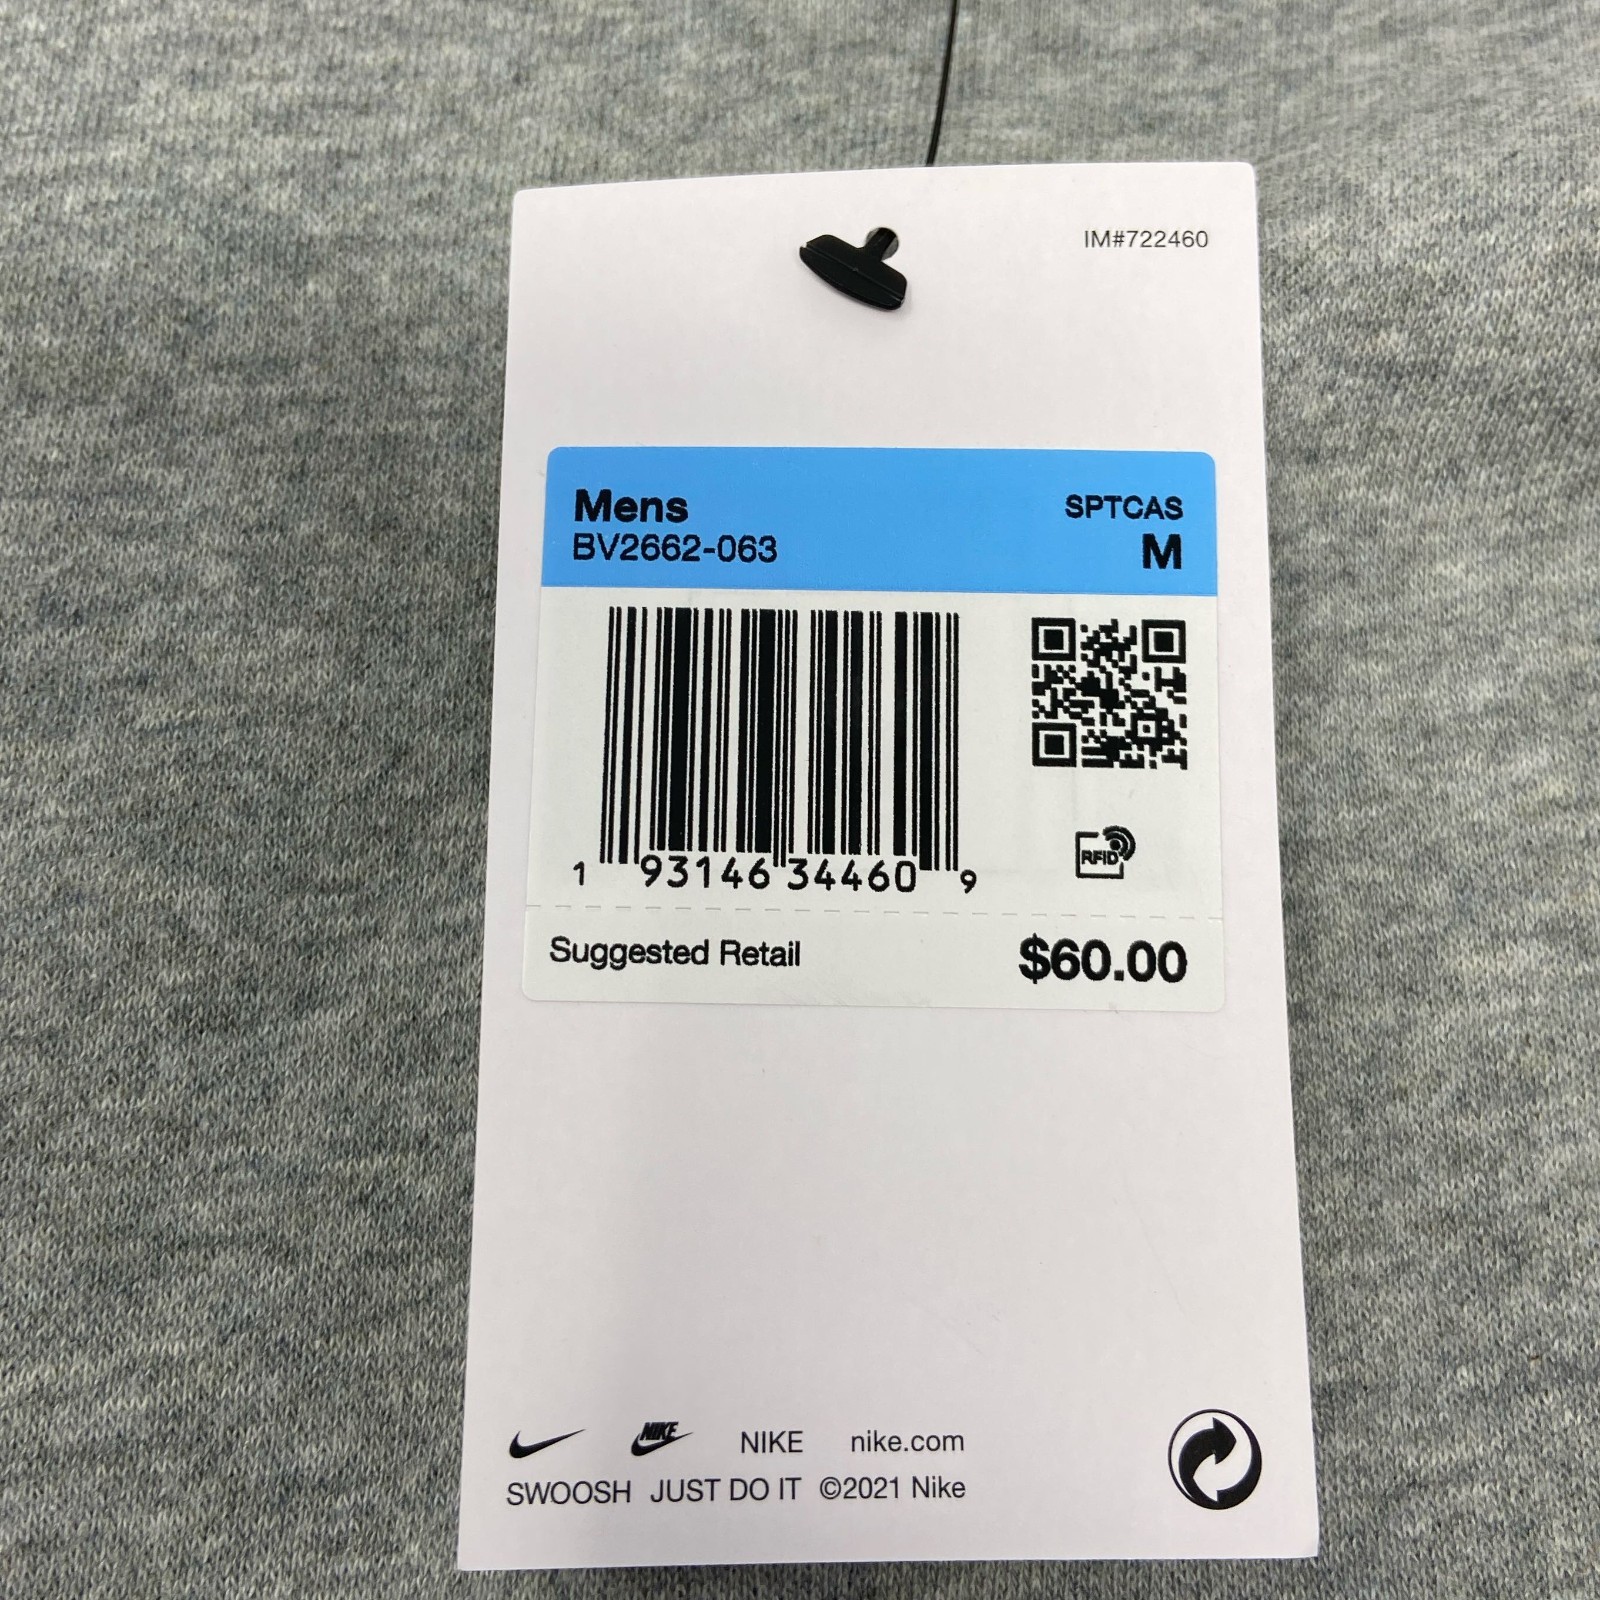 IM#722460
Mens SPTCAS
BV2662-063 M
1 93146 34460 9
RFID
Suggested Retail $60.00
NIKE NIKE nike.com
SWOOSH JUST DO IT ©2021 Nike